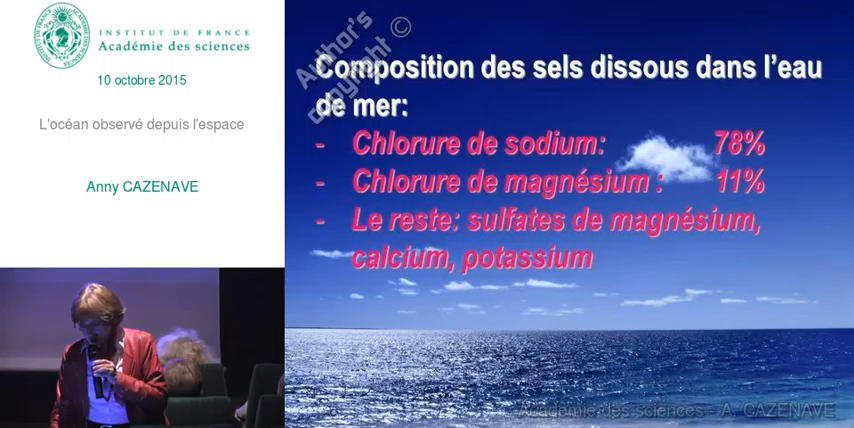 INSTITUT DE FRANCE
Académie des sciences
10 octobre 2015
L'océan observé depuis l'espace
Anny CAZENAVE
Author's
copyright ©
Composition des sels dissous dans l’eau
de mer:
- Chlorure de sodium: 78%
- Chlorure de magnésium : 11%
- Le reste: sulfates de magnésium,
calcium, potassium
Académie des sciences - A. CAZENAVE